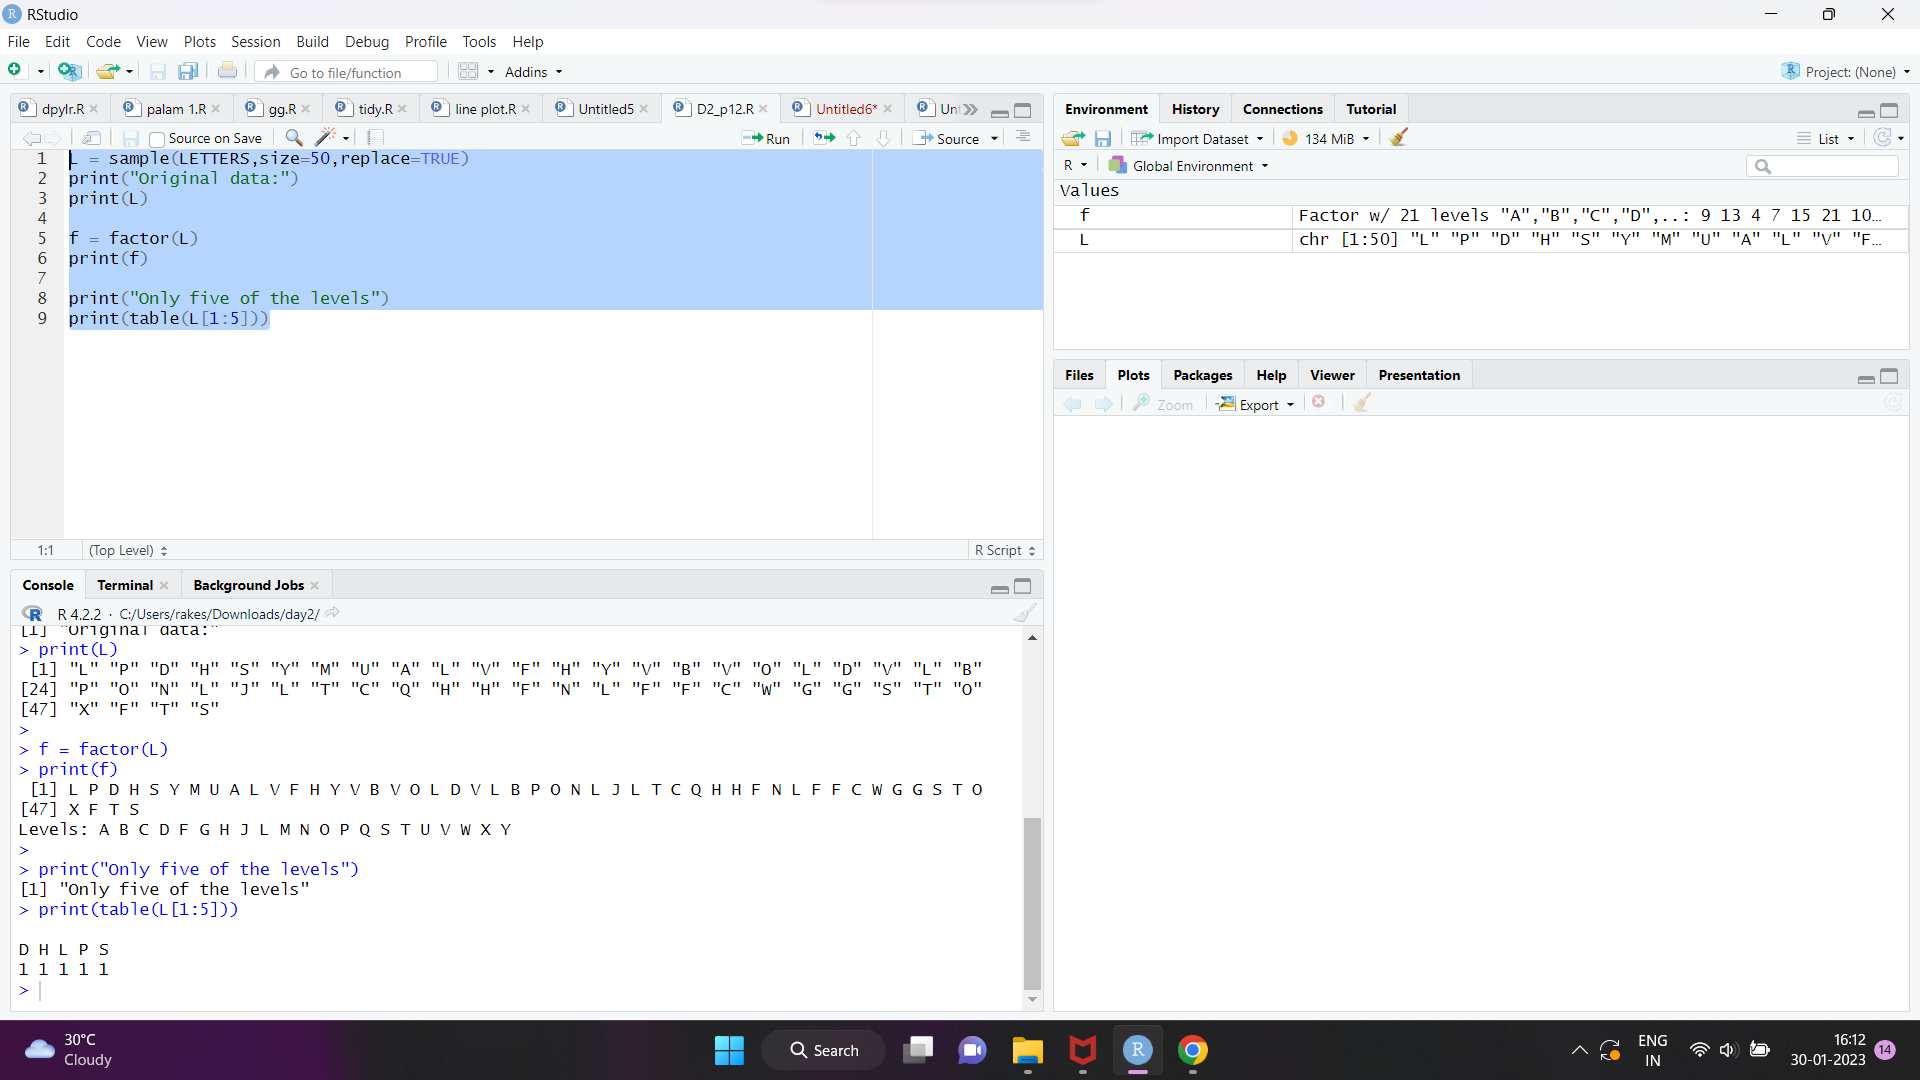 RStudio
File Edit Code View Plots Session Build Debug Profile Tools Help
Go to file/function Addins Project: (None)
dpylr.R palam 1.R gg.R tidy.R line plot.R Untitled5 D2_p12.R Untitled6* Unt
Source on Save Run Source
1 L = sample(LETTERS,size=50,replace=TRUE)
2 print("Original data:")
3 print(L)
4
5 f = factor(L)
6 print(f)
7
8 print("Only five of the levels")
9 print(table(L[1:5]))
1:1 (Top Level) R Script
Console Terminal Background Jobs
R 4.2.2 · C:/Users/rakes/Downloads/day2/
[1] "Original data:"
> print(L)
[1] "L" "P" "D" "H" "S" "Y" "M" "U" "A" "L" "V" "F" "H" "Y" "V" "B" "V" "O" "L" "D" "V" "L" "B"
[24] "P" "O" "N" "L" "J" "L" "T" "C" "Q" "H" "H" "F" "N" "L" "F" "F" "C" "W" "G" "G" "S" "T" "O"
[47] "X" "F" "T" "S"
>
> f = factor(L)
> print(f)
[1] L P D H S Y M U A L V F H Y V B V O L D V L B P O N L J L T C Q H H F N L F F C W G G S T O
[47] X F T S
Levels: A B C D F G H J L M N O P Q S T U V W X Y
>
> print("Only five of the levels")
[1] "Only five of the levels"
> print(table(L[1:5]))
D H L P S
1 1 1 1 1
>
Environment History Connections Tutorial
Import Dataset 134 MiB List
R Global Environment
Values
f Factor w/ 21 levels "A","B","C","D",..: 9 13 4 7 15 21 10…
L chr [1:50] "L" "P" "D" "H" "S" "Y" "M" "U" "A" "L" "V" "F…
Files Plots Packages Help Viewer Presentation
Zoom Export
30°C
Cloudy
Search
ENG
IN
16:12
30-01-2023
14